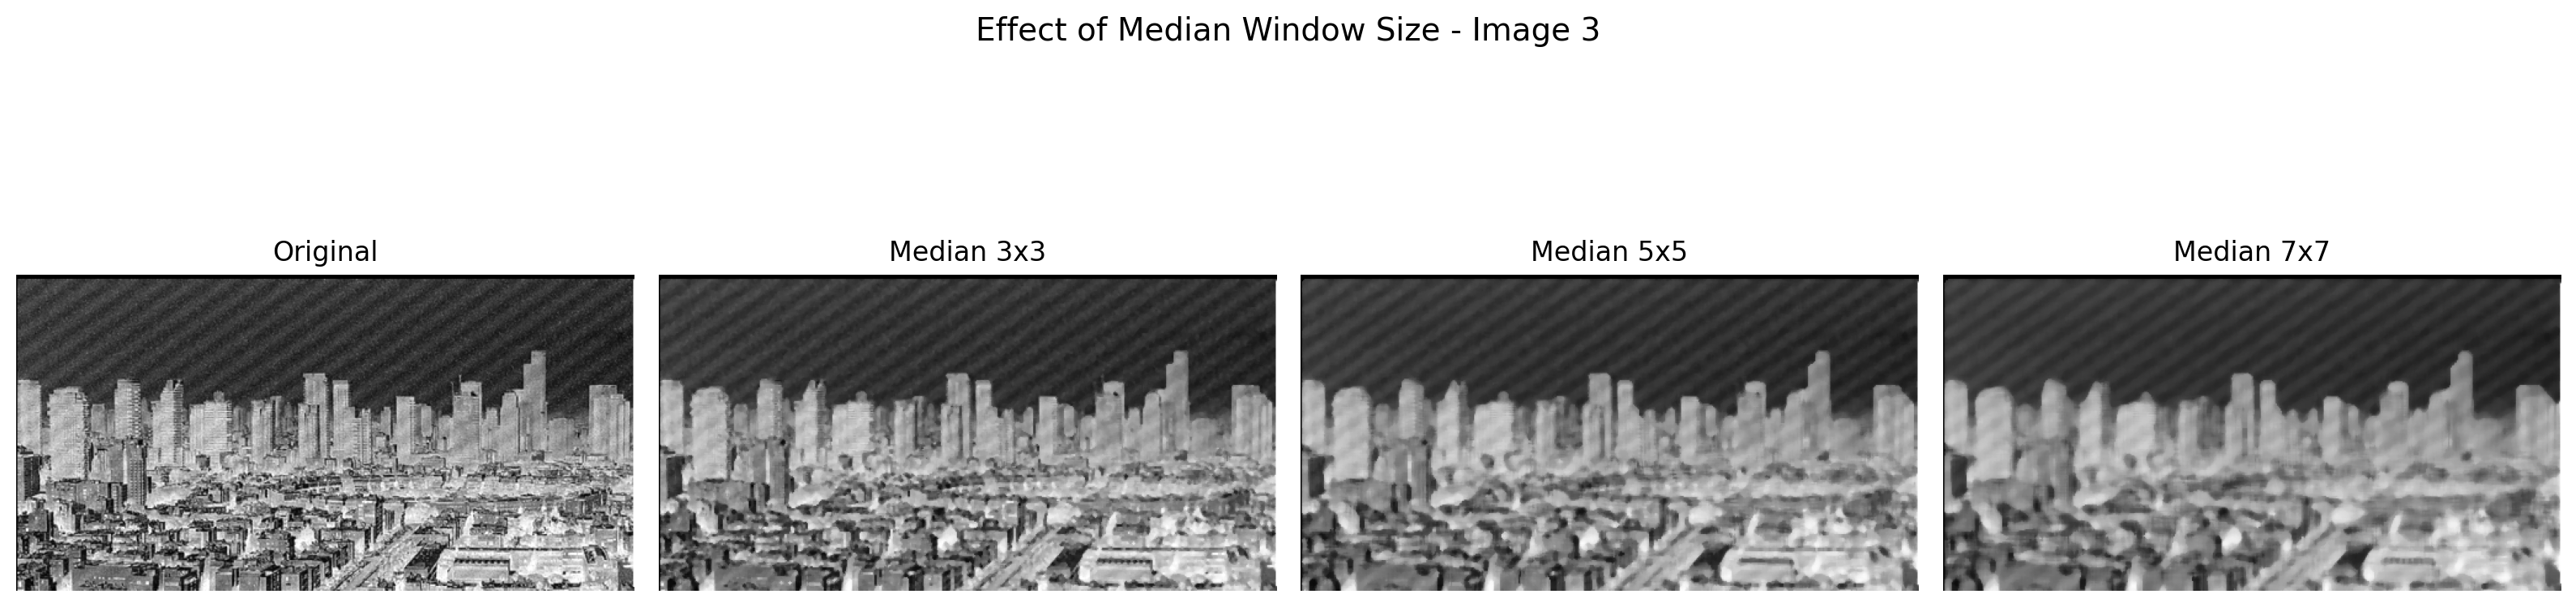 Effect of Median Window Size - Image 3
Original
Median 3x3
Median 5x5
Median 7x7